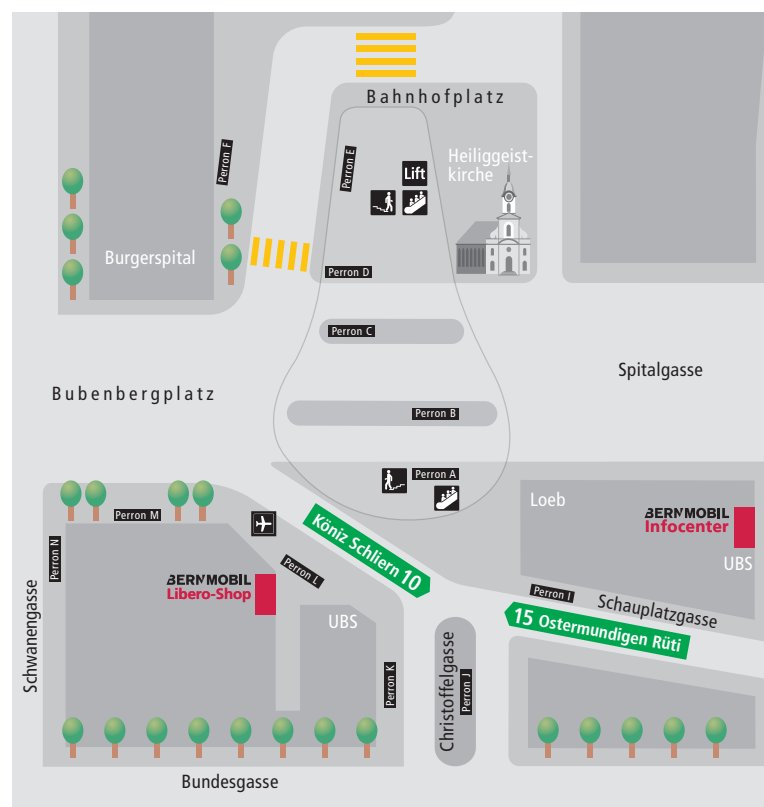 Bahnhofplatz
Perron F
Perron E
Lift
Heiliggeist-
kirche
Burgerspital
Perron D
Perron C
Spitalgasse
Bubenbergplatz
Perron B
Perron A
Loeb
Perron M
BERNMOBIL
Infocenter
Köniz Schliern 10
Perron N
UBS
Perron L
BERNMOBIL
Libero-Shop
Perron I
Schauplatzgasse
15 Ostermundigen Rüti
UBS
Schwanengasse
Perron K
Christoffelgasse
Perron J
Bundesgasse